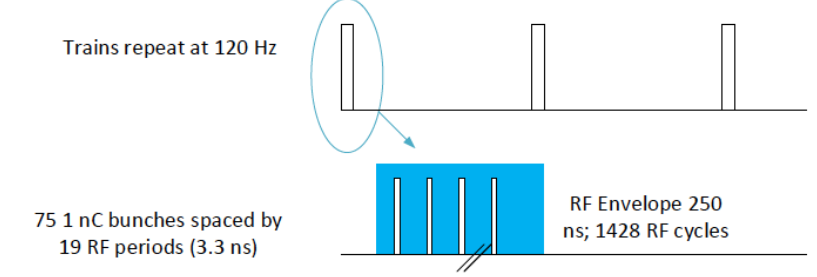 Trains repeat at 120 Hz
75 1 nC bunches spaced by
19 RF periods (3.3 ns)
RF Envelope 250
ns; 1428 RF cycles